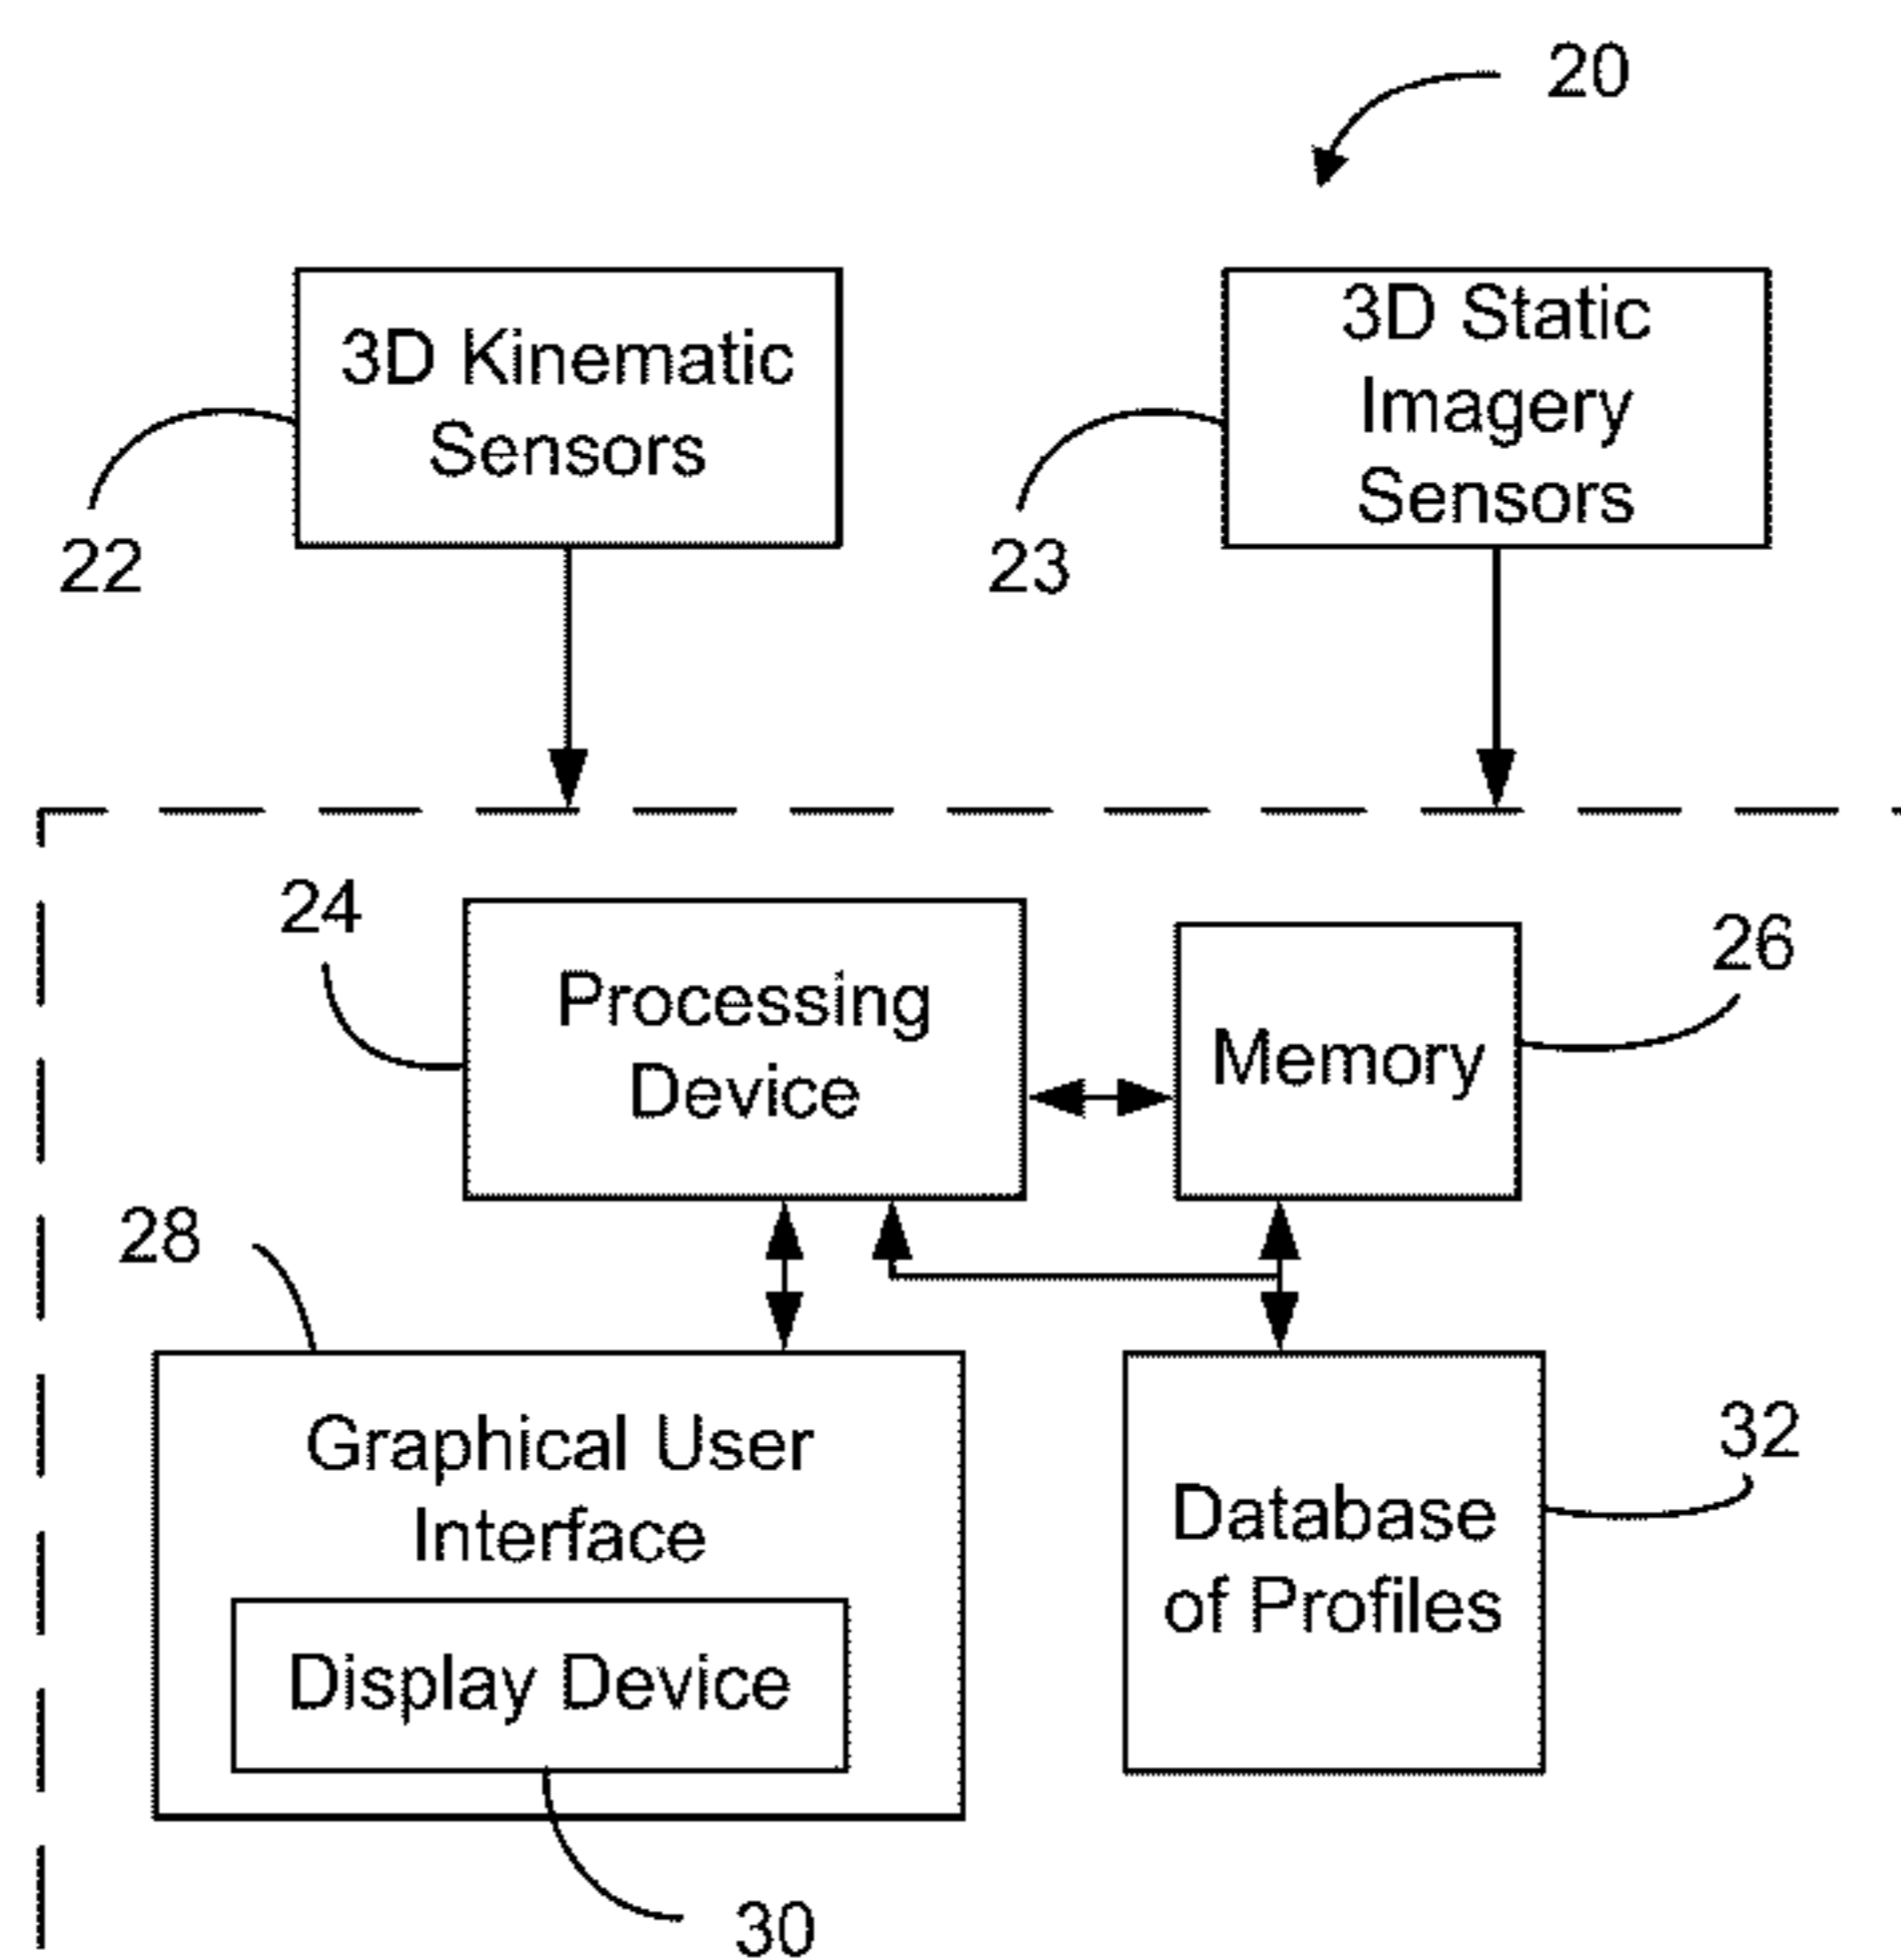 20
3D Kinematic
Sensors
22
3D Static
Imagery
Sensors
23
24
Processing
Device
Memory
26
28
Graphical User
Interface
Display Device
30
Database
of Profiles
32